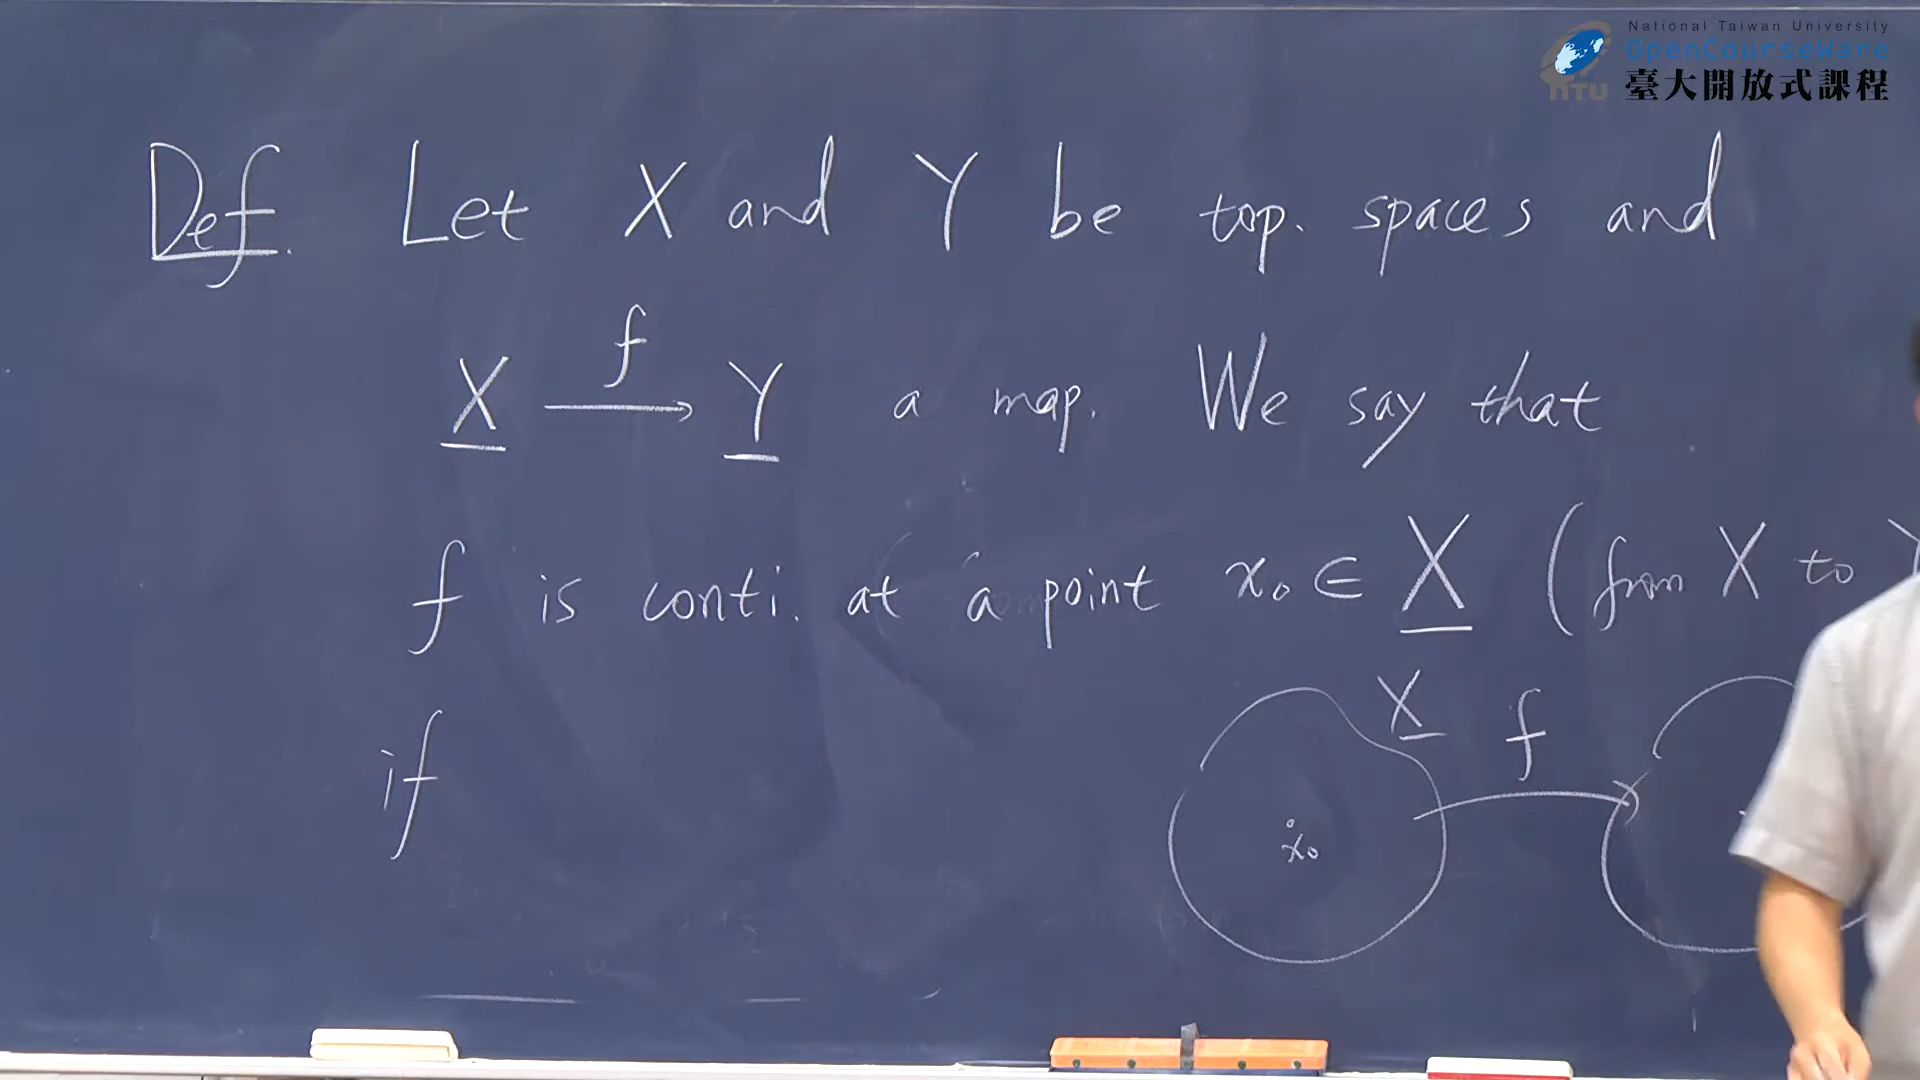 National Taiwan University
OpenCourseWare
臺大開放式課程
NTU
Def. Let X and Y be top. spaces and
f
X → Y a map. We say that
f is conti. at a point x₀ ∈ X (from X to Y
if
X f
x₀